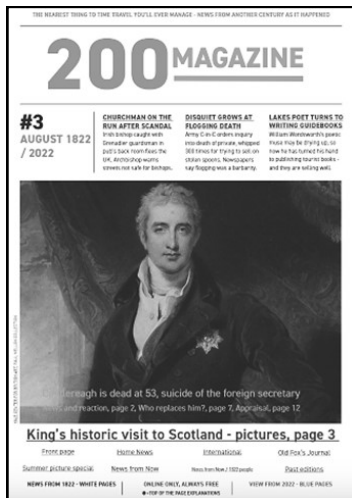 THE NEAREST THING TO TIME TRAVEL YOU'LL EVER MANAGE - NEWS FROM ANOTHER CENTURY AS IT HAPPENED
200 MAGAZINE
#3
AUGUST 1822
/ 2022
CHURCHMAN ON THE
RUN AFTER SCANDAL
Irish bishop caught with
Grenadier guardsman in
pub's back room flees the
UK. Archbishop warns
streets not safe for bishops.
DISQUIET GROWS AT
FLOGGING DEATH
Army C-in-C orders inquiry
into death of private, whipped
300 times for trying to sell on
stolen spoons. Newspapers
say flogging was a barbarity.
LAKES POET TURNS TO
WRITING GUIDEBOOKS
William Wordsworth's poetic
muse may be drying up, so
now he has turned his hand
to publishing tourist books -
and they are selling well.
is dead at 53, suicide of the foreign secretary
and reaction, page 2, Who replaces him?, page 7, Appraisal, page 12
King's historic visit to Scotland - pictures, page 3
Front page
Home News
International
Old Fox's Journal
Summer picture special
News from Now
News from Now / 1822 people
Past editions
NEWS FROM 1822 - WHITE PAGES
ONLINE ONLY, ALWAYS FREE
VIEW FROM 2022 - BLUE PAGES
TOP OF THE PAGE EXPLANATIONS